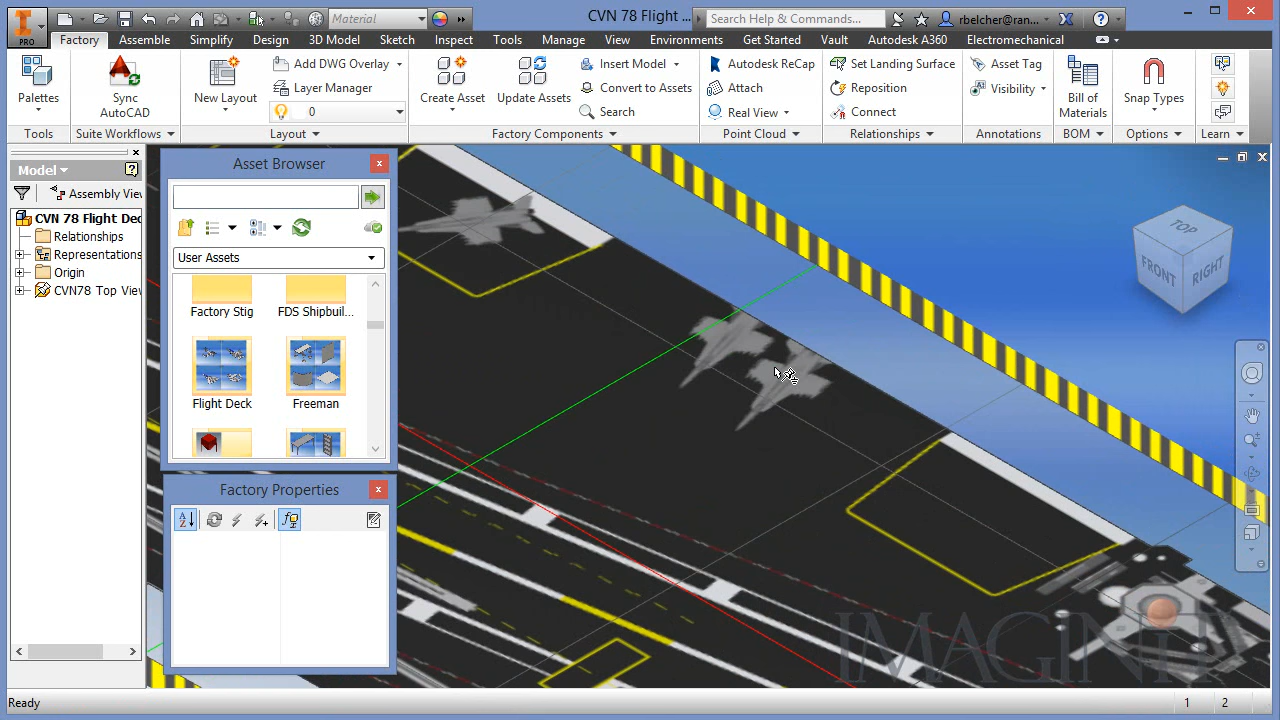 PRO
Material
CVN 78 Flight ...
Search Help & Commands...
rbelcher@ran...
Factory Assemble Simplify Design 3D Model Sketch Inspect Tools Manage View Environments Get Started Vault Autodesk A360 Electromechanical
Palettes
Sync AutoCAD
New Layout
Add DWG Overlay
Layer Manager
0
Create Asset
Update Assets
Insert Model
Convert to Assets
Search
Autodesk ReCap
Attach
Real View
Set Landing Surface
Reposition
Connect
Asset Tag
Visibility
Bill of Materials
Snap Types
Tools Suite Workflows Layout Factory Components Point Cloud Relationships Annotations BOM Options Learn
Model
Assembly Vie
CVN 78 Flight Dec
Relationships
Representations
Origin
CVN78 Top Vie
Asset Browser
User Assets
Factory Stig
FDS Shipbuil...
Flight Deck
Freeman
Factory Properties
TOP
FRONT
RIGHT
IMAGINiT
Ready
1 2